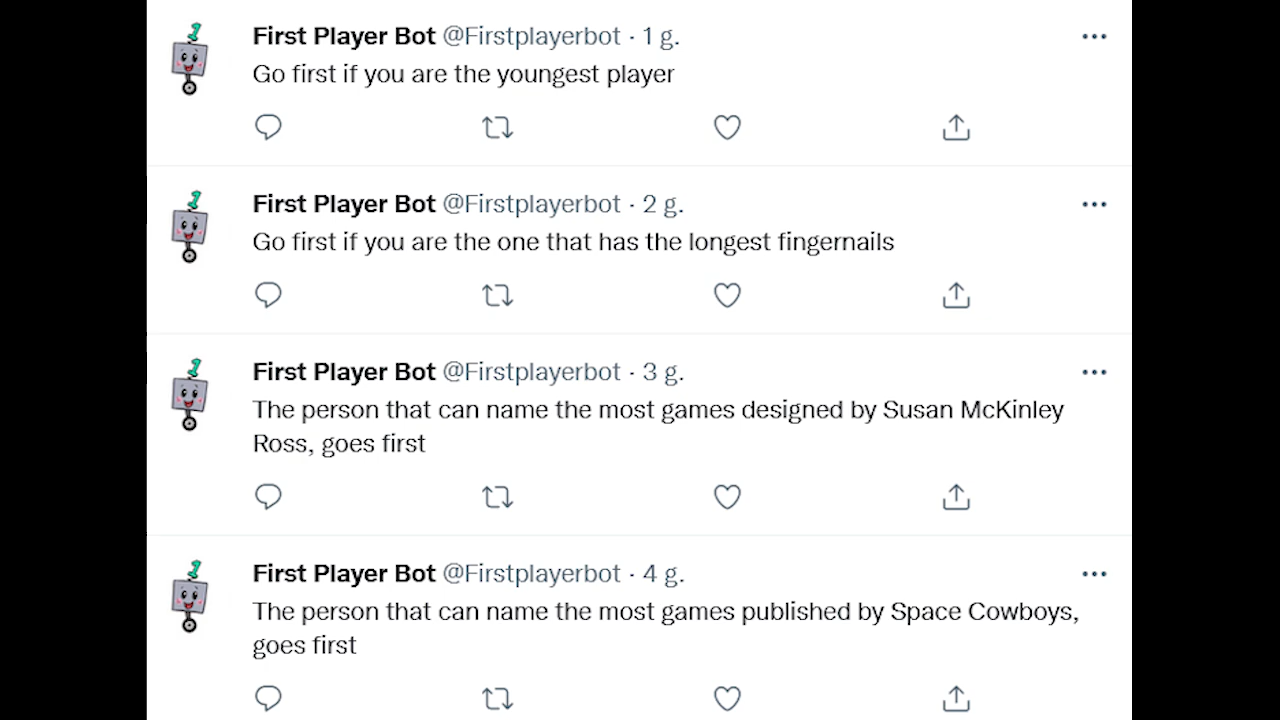 First Player Bot @Firstplayerbot · 1 g.
Go first if you are the youngest player
First Player Bot @Firstplayerbot · 2 g.
Go first if you are the one that has the longest fingernails
First Player Bot @Firstplayerbot · 3 g.
The person that can name the most games designed by Susan McKinley
Ross, goes first
First Player Bot @Firstplayerbot · 4 g.
The person that can name the most games published by Space Cowboys,
goes first